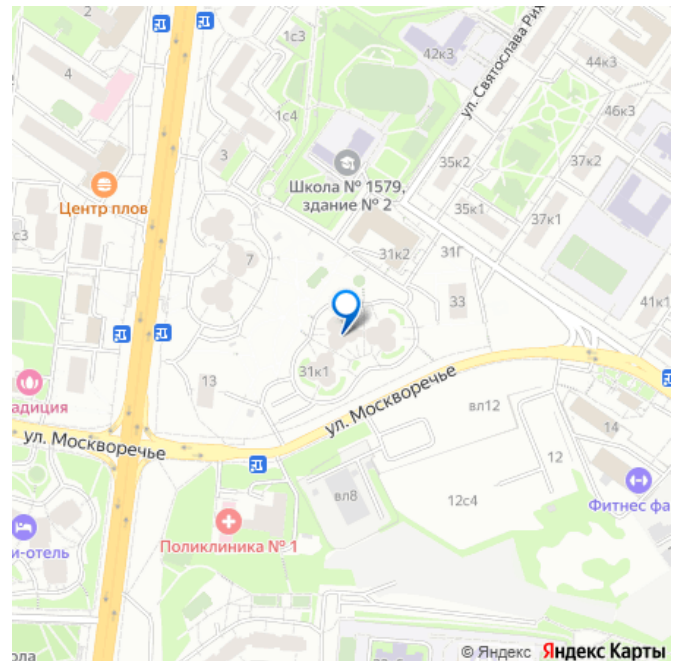 2
4
1с3
42к3
ул. Святослава Рих
44к3
46к3
1с4
3
35к2
37к2
Школа № 1579,
здание № 2
Центр плов
35к1
37к1
с3
7
31к2
31Г
33
41к1
31к1
13
адиция
ул. Москворечье
вл12
ул. Москворечье
14
12
вл8
12с4
Фитнес фа
Поликлиника № 1
и-отель
ола
© Яндекс Яндекс Карты